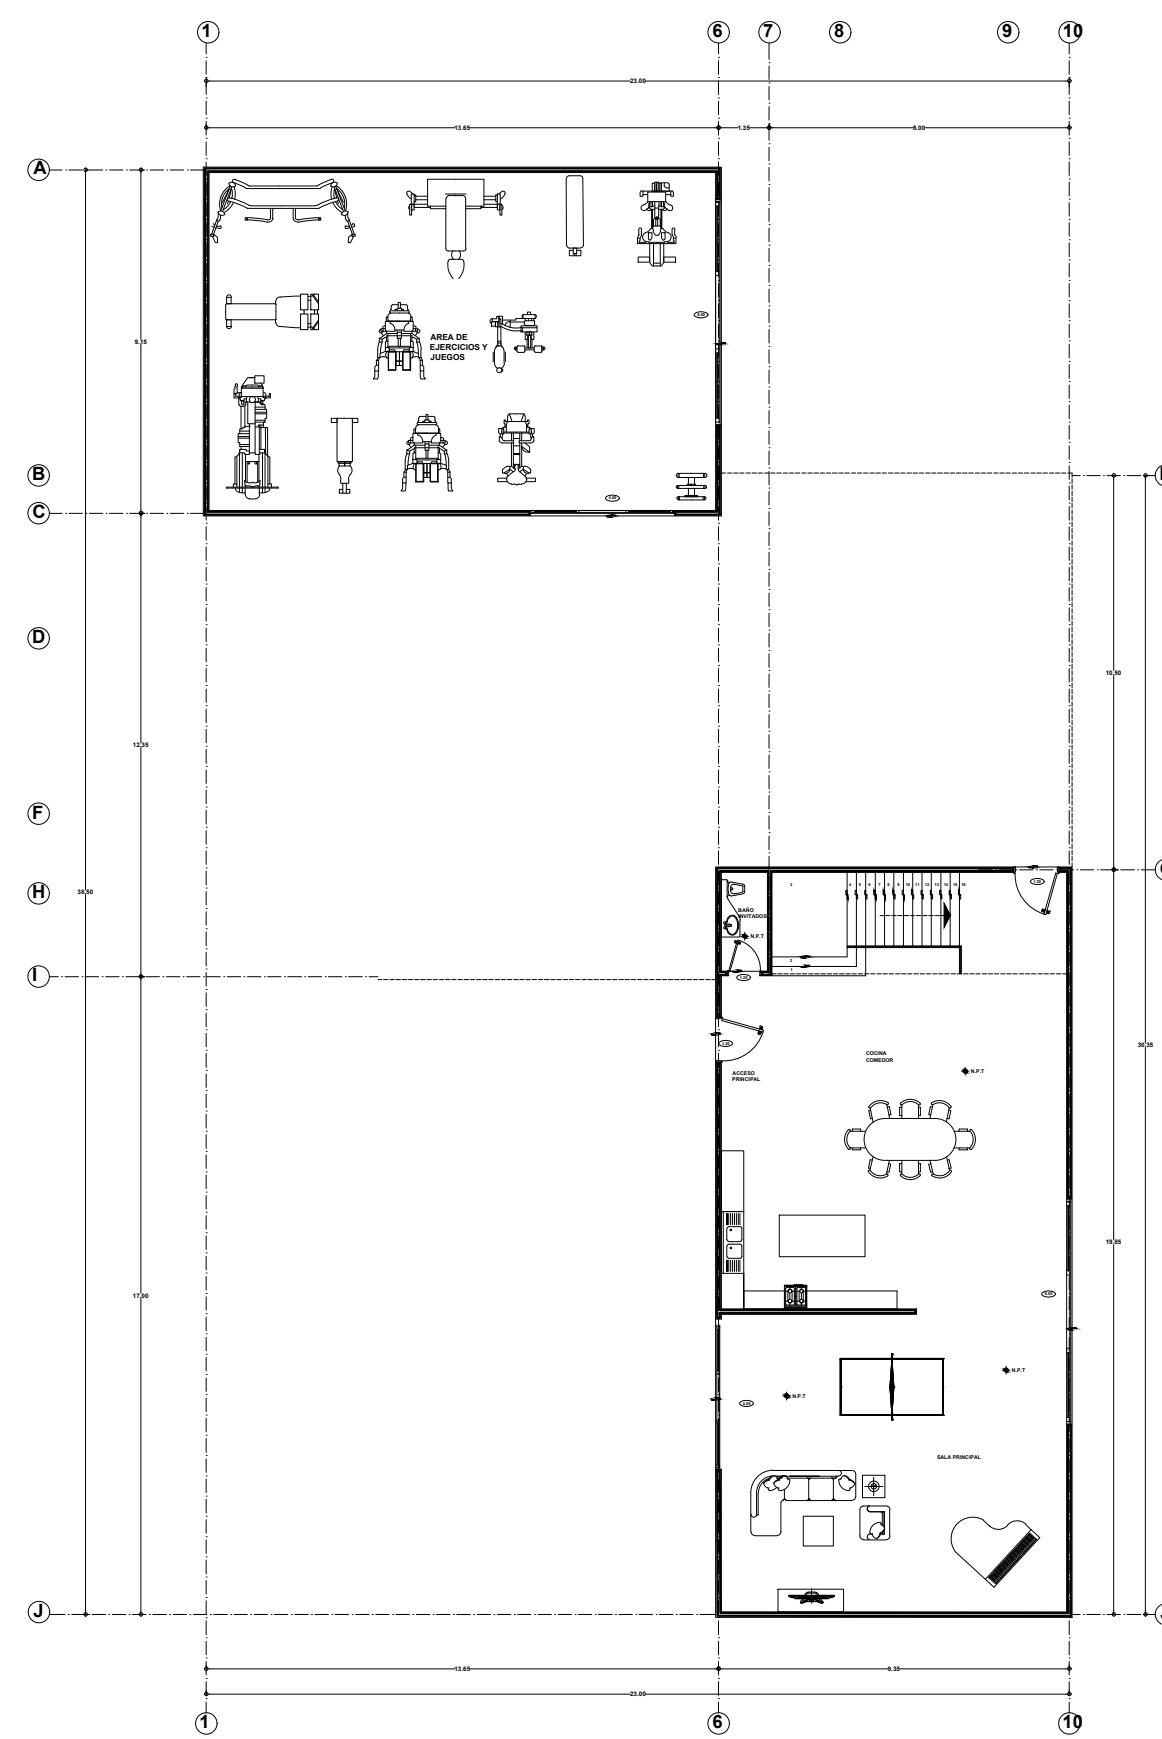 1
6
7
8
9
10
23.00
13.65
1.35
8.00
A
B
C
D
F
H
I
J
9.15
12.35
38.50
17.00
AREA DE
EJERCICIOS Y
JUEGOS
10.50
30.35
19.85
3
4
5
6
7
8
9
10
11
12
13
14
15
16
2
1
BAÑO
INVITADOS
N.P.T
ACCESO
PRINCIPAL
COCINA
COMEDOR
N.P.T
N.P.T
N.P.T
SALA PRINCIPAL
13.65
9.35
23.00
1
6
10